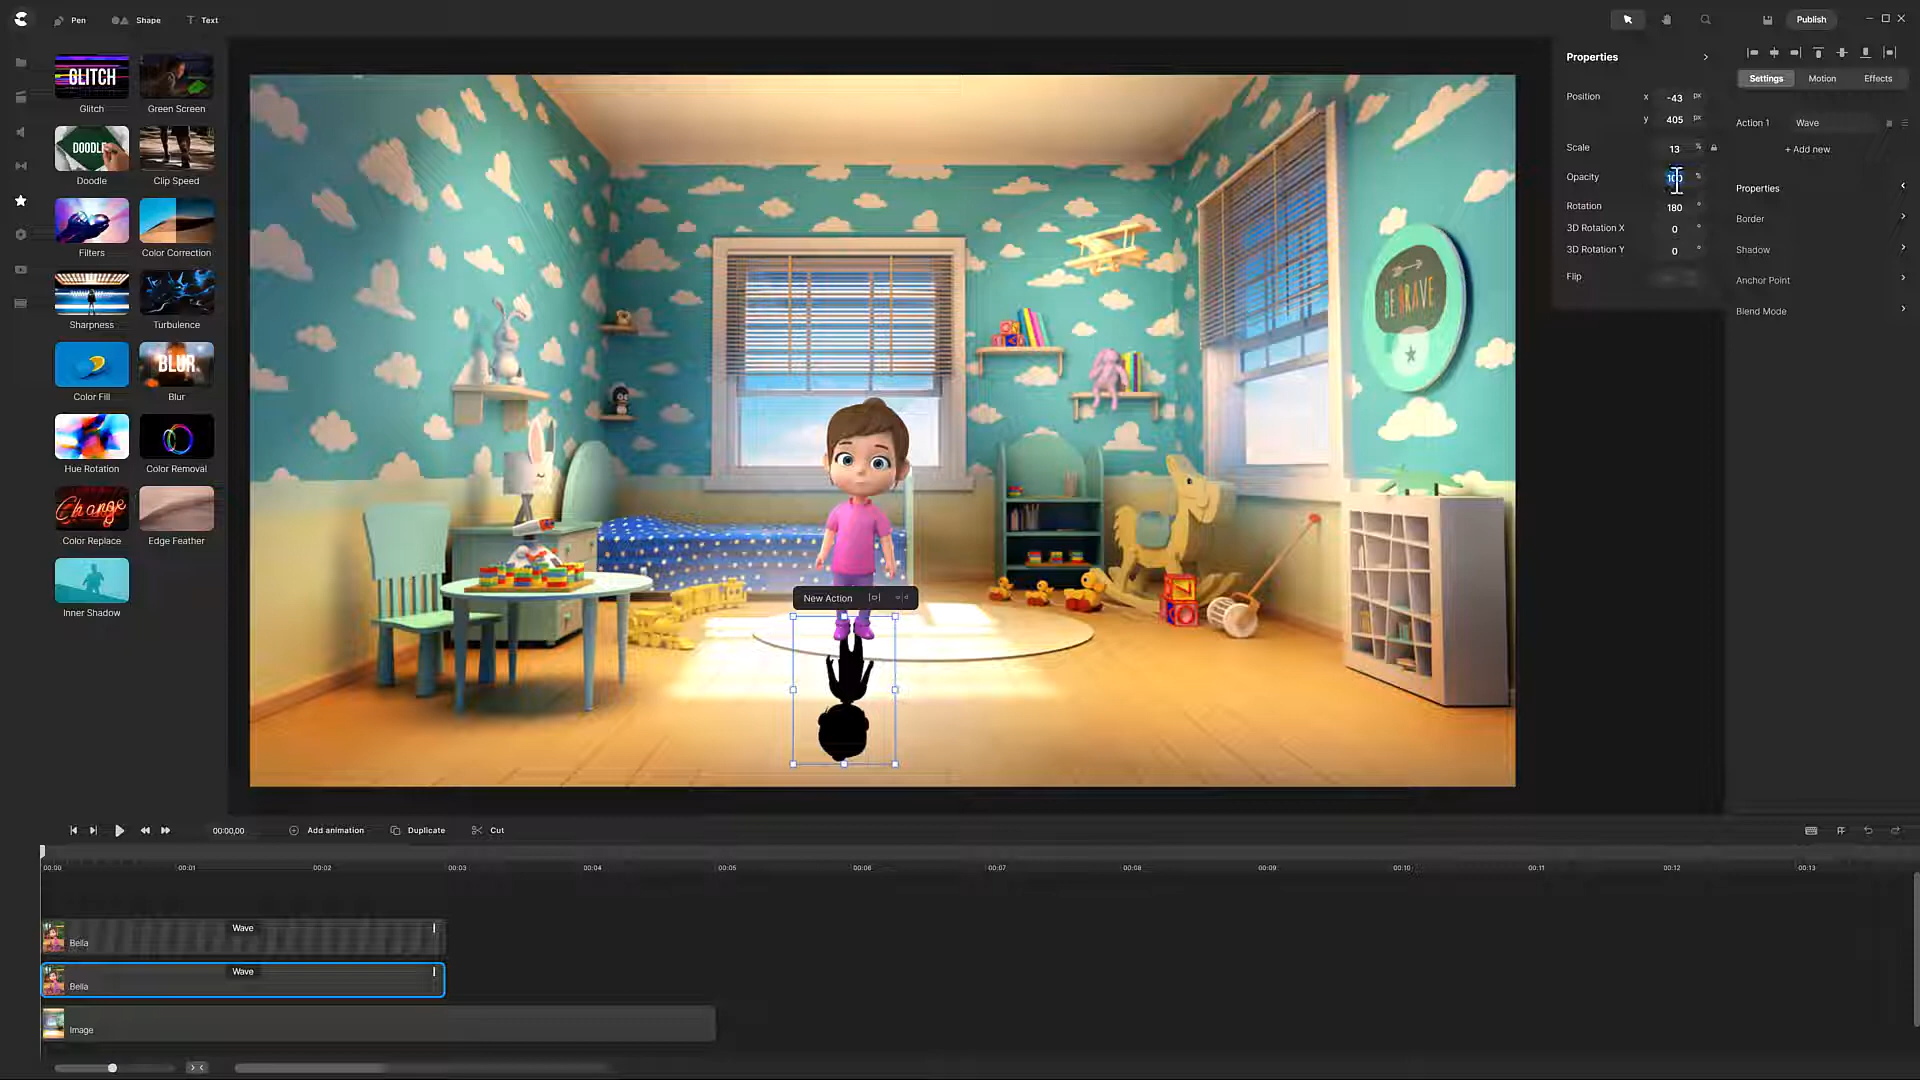 Pen Shape Text
Publish
GLITCH
Glitch
Green Screen
DOODLE
Doodle
Clip Speed
Filters
Color Correction
Sharpness
Turbulence
BLUR
Color Fill
Blur
Hue Rotation
Color Removal
Change
Color Replace
Edge Feather
Inner Shadow
BE BRAVE
New Action
Properties
Position x -43 px
y 405 px
Scale 13 %
Opacity 100 %
Rotation 180 °
3D Rotation X 0 °
3D Rotation Y 0 °
Flip
Settings Motion Effects
Action 1 Wave
+ Add new
Properties
Border
Shadow
Anchor Point
Blend Mode
00:00,00 Add animation Duplicate Cut
00:00 00:01 00:02 00:03 00:04 00:05 00:06 00:07 00:08 00:09 00:10 00:11 00:12 00:13
Wave
Bella
Wave
Bella
Image